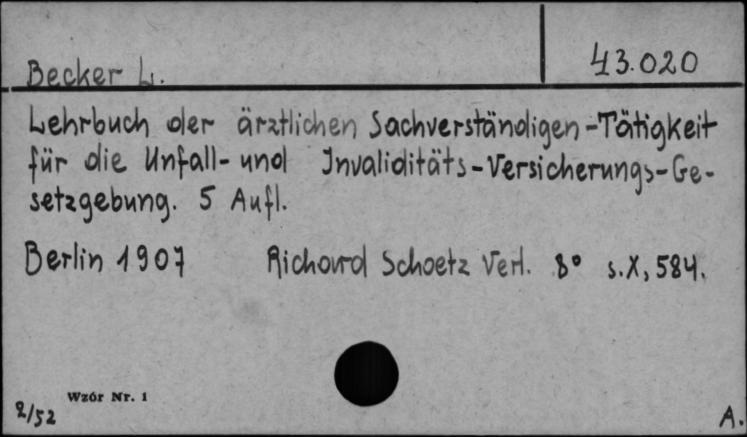 Becker L.
43.020
Lehrbuch der ärztlichen Sachverständigen-Tätigkeit
für die Unfall- und Invaliditäts-Versicherungs-Ge-
setzgebung. 5 Aufl.
Berlin 1907 Richard Schoetz Verl. 8° s.X, 584.
Wzór Nr. 1
2/52
A.